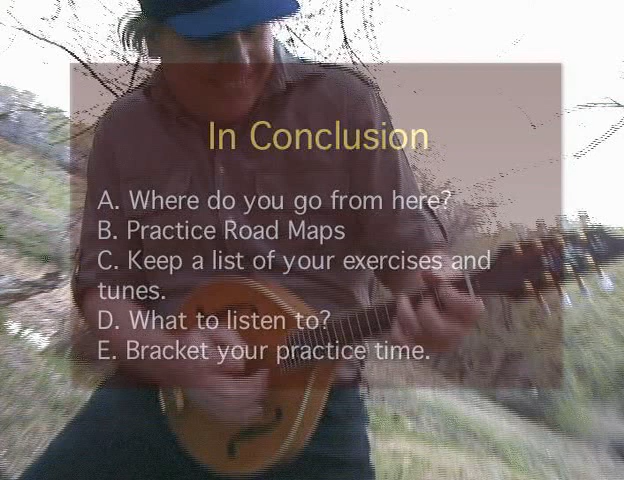 In Conclusion
A. Where do you go from here?
B. Practice Road Maps
C. Keep a list of your exercises and
tunes.
D. What to listen to?
E. Bracket your practice time.